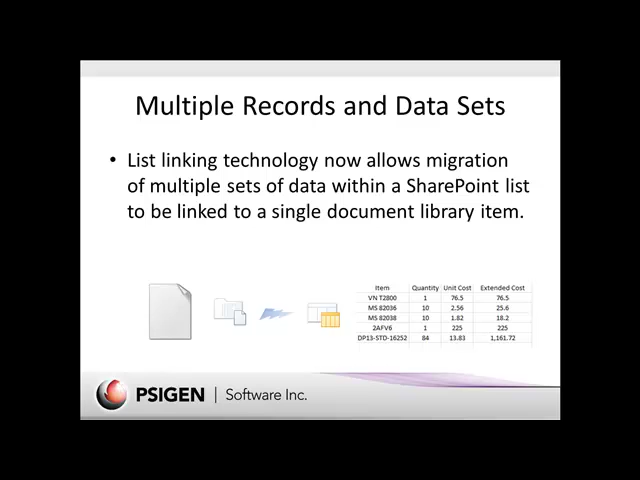 Multiple Records and Data Sets
• List linking technology now allows migration
of multiple sets of data within a SharePoint list
to be linked to a single document library item.
Item Quantity Unit Cost Extended Cost
VN T2800 1 76.5 76.5
MS 82036 10 2.56 25.6
MS 82038 10 1.82 18.2
2AFV6 1 225 225
DP13-STD-16252 84 13.83 1,161.72
PSIGEN | Software Inc.